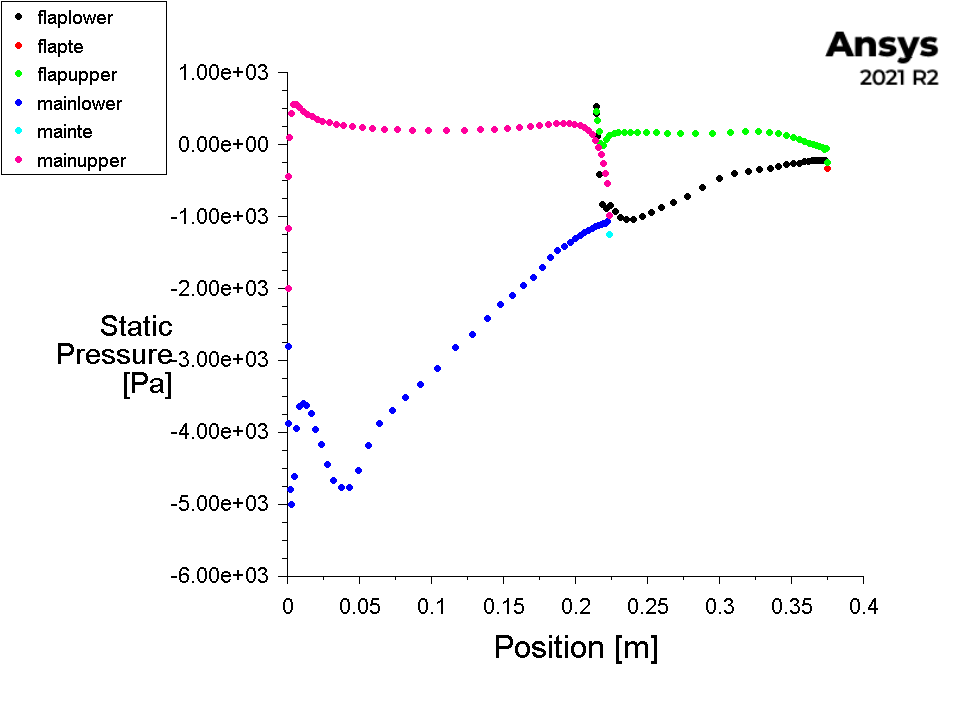 flaplower
flapte
flapupper
mainlower
mainte
mainupper
Ansys
2021 R2
1.00e+03
0.00e+00
-1.00e+03
-2.00e+03
-3.00e+03
-4.00e+03
-5.00e+03
-6.00e+03
Static
Pressure
[Pa]
0 0.05 0.1 0.15 0.2 0.25 0.3 0.35 0.4
Position [m]